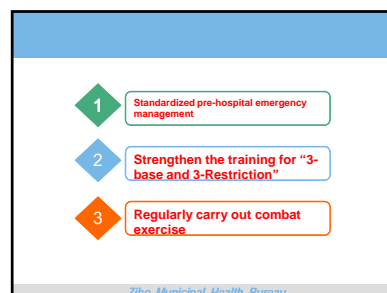 1
Standardized pre-hospital emergency
management
2
Strengthen the training for “3-
base and 3-Restriction”
3
Regularly carry out combat
exercise
Zibo Municipal Health Bureau